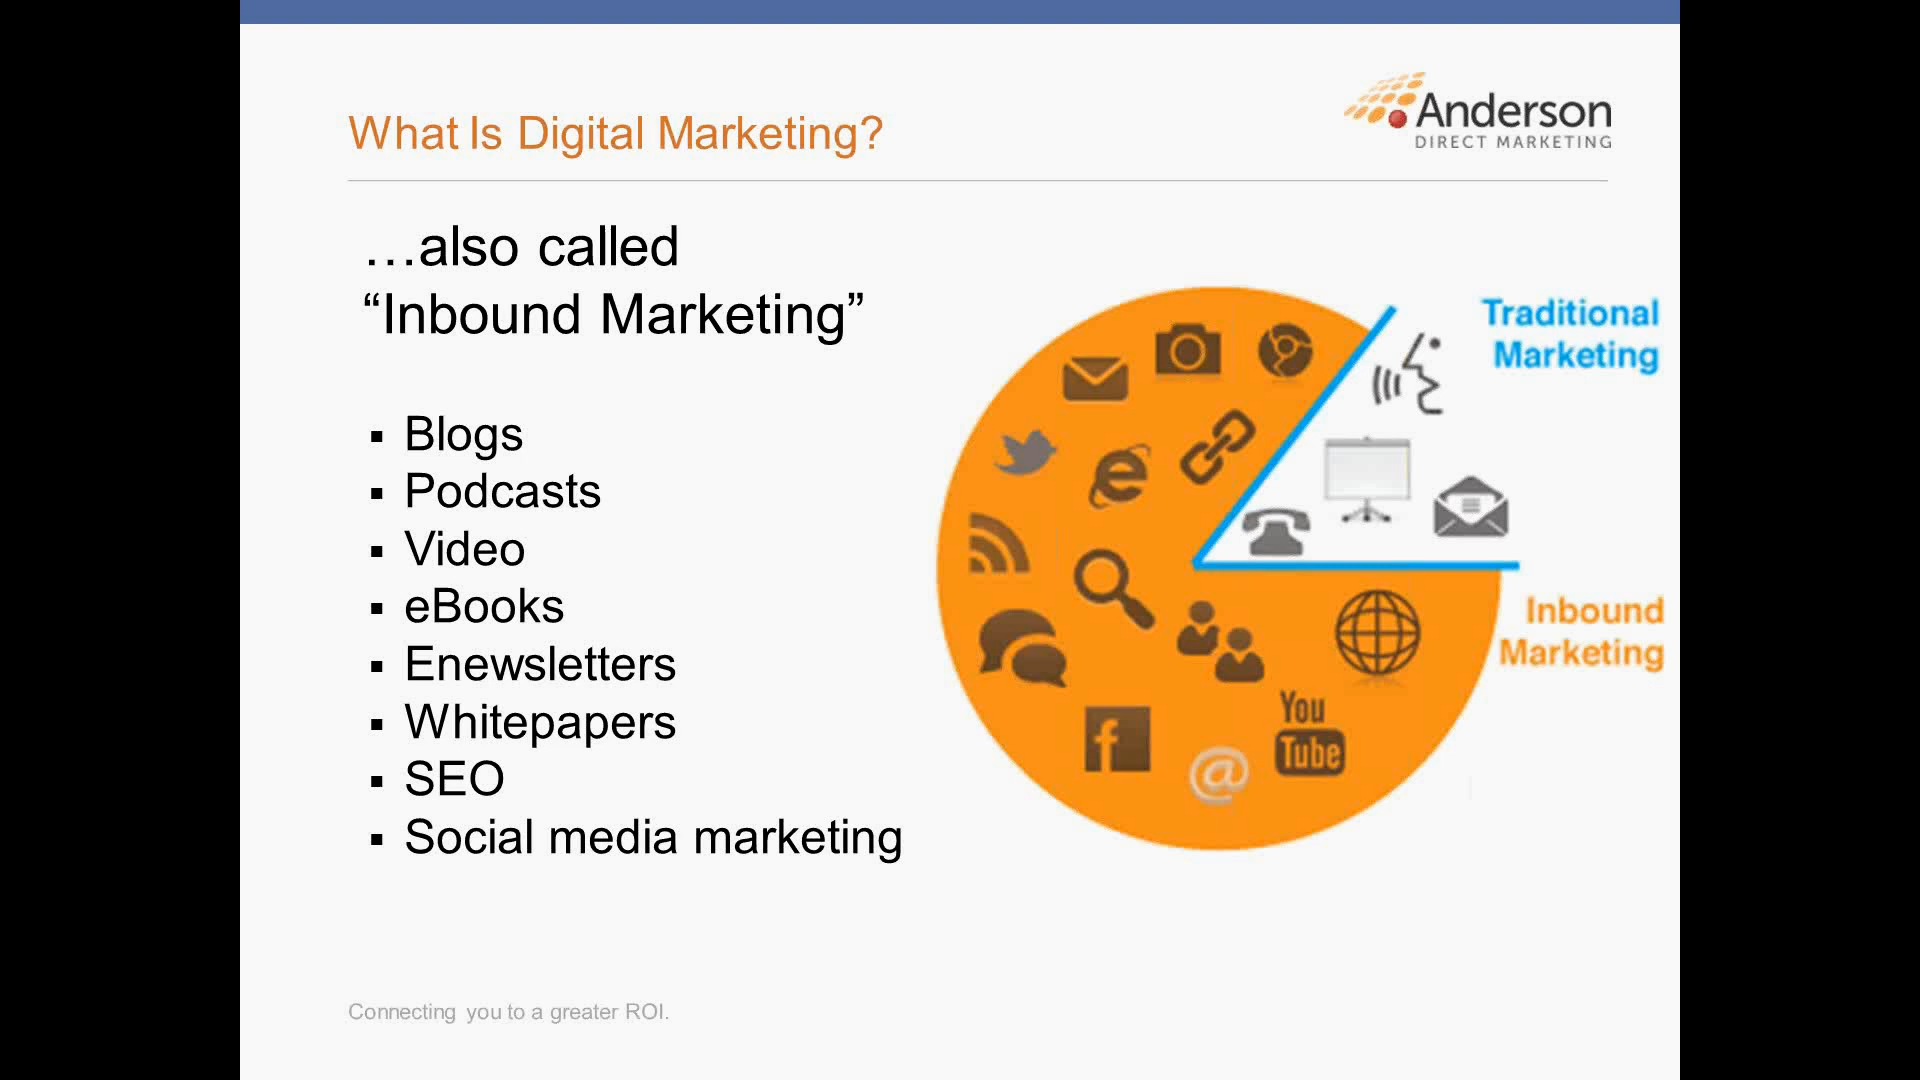 What Is Digital Marketing?
Anderson
DIRECT MARKETING
…also called
“Inbound Marketing”
▪ Blogs
▪ Podcasts
▪ Video
▪ eBooks
▪ Enewsletters
▪ Whitepapers
▪ SEO
▪ Social media marketing
Traditional
Marketing
Inbound
Marketing
You
Tube
f
@
Connecting you to a greater ROI.